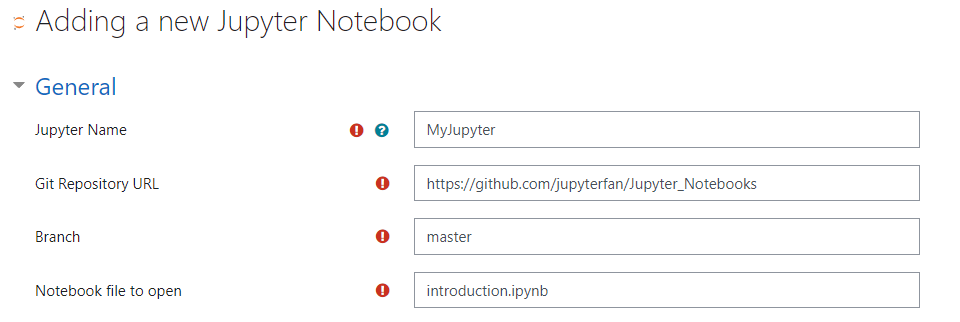 Adding a new Jupyter Notebook
General
Jupyter Name
MyJupyter
Git Repository URL
https://github.com/jupyterfan/Jupyter_Notebooks
Branch
master
Notebook file to open
introduction.ipynb